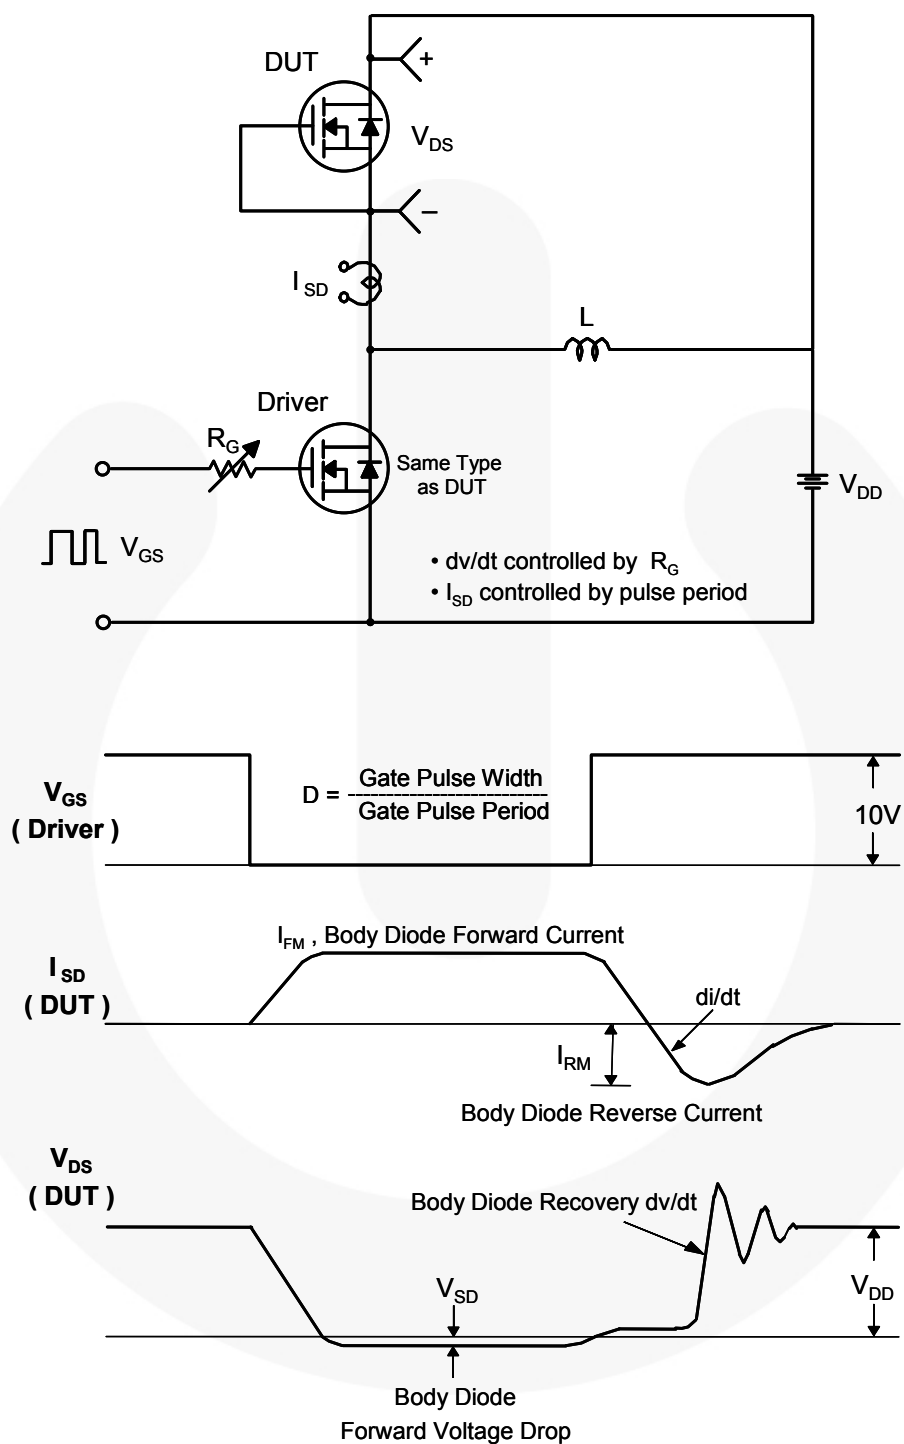 DUT
+
V_DS
−
I_SD
L
Driver
R_G
Same Type
as DUT
V_DD
V_GS
• dv/dt controlled by R_G
• I_SD controlled by pulse period
V_GS
( Driver )
D = Gate Pulse Width
Gate Pulse Period
10V
I_FM , Body Diode Forward Current
I_SD
( DUT )
di/dt
I_RM
Body Diode Reverse Current
V_DS
( DUT )
Body Diode Recovery dv/dt
V_SD
V_DD
Body Diode
Forward Voltage Drop